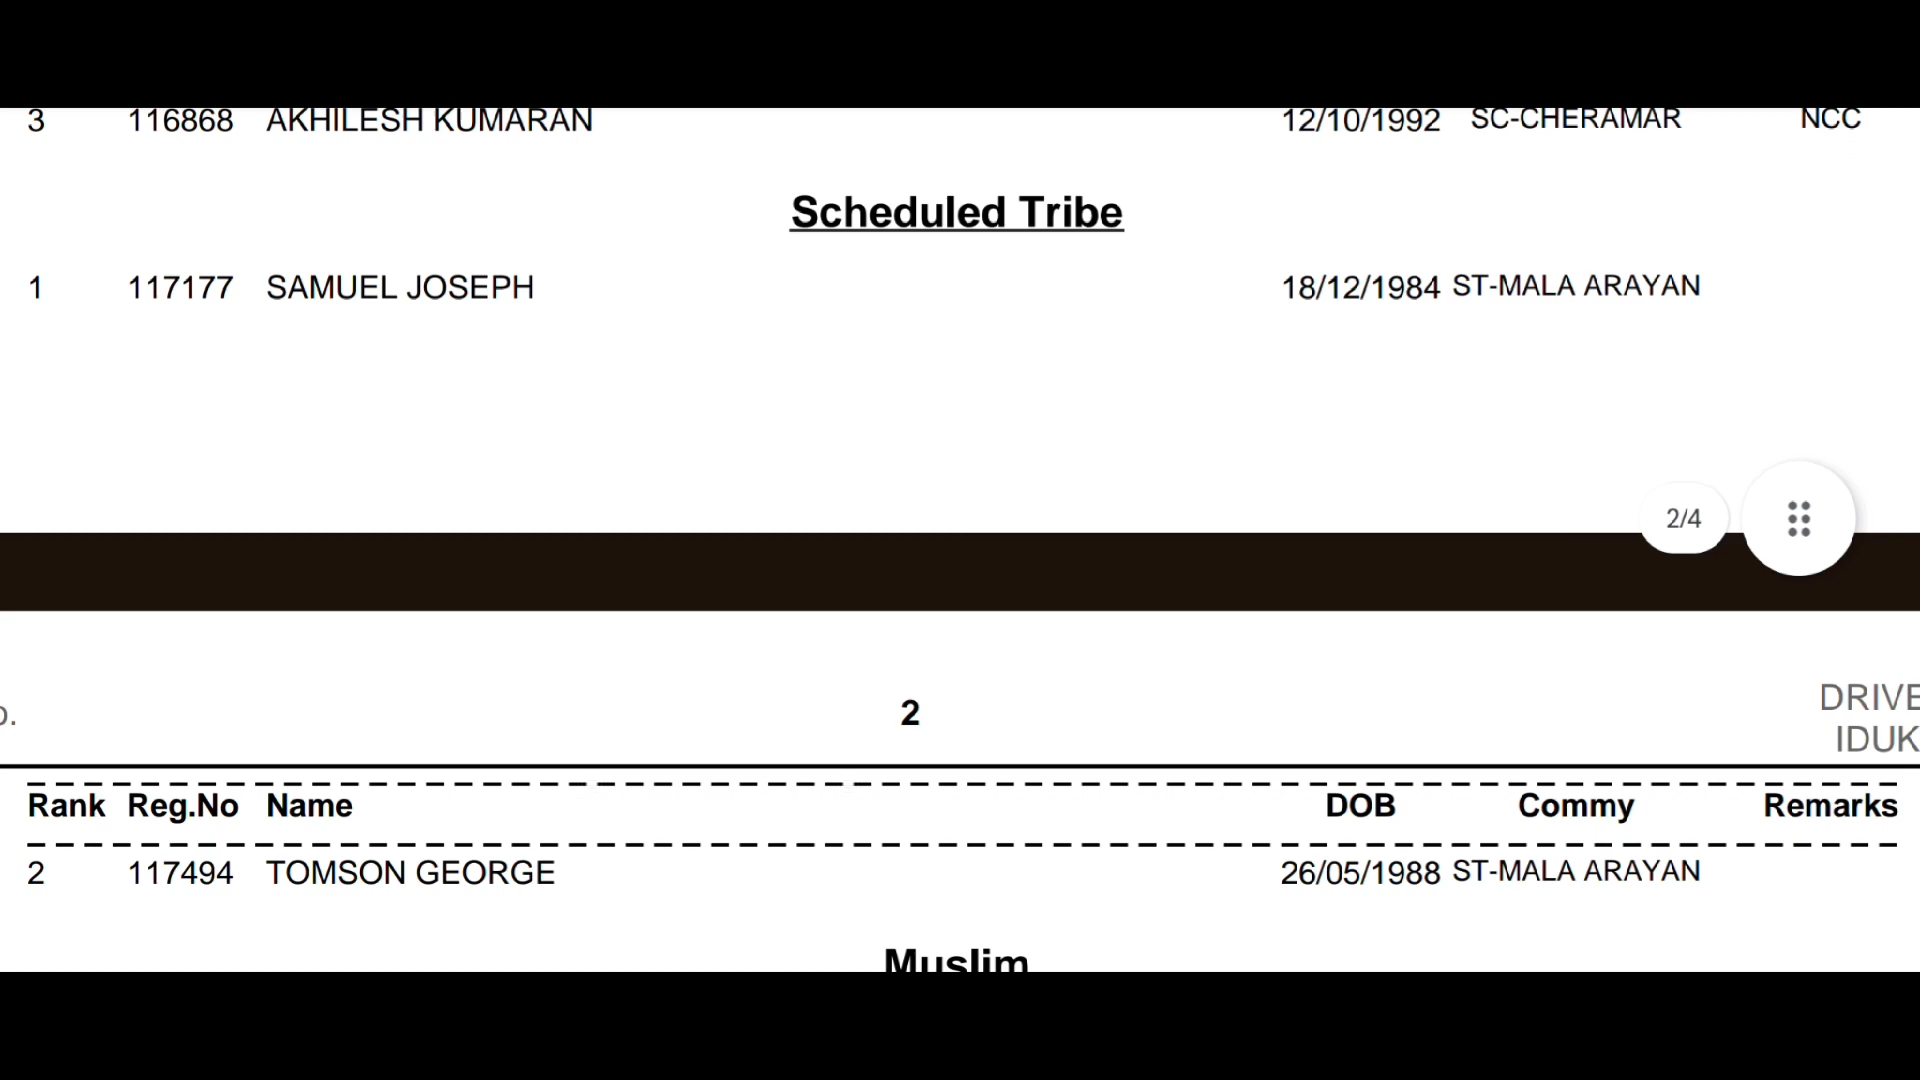 3 116868 AKHILESH KUMARAN 12/10/1992 SC-CHERAMAR NCC
Scheduled Tribe
1 117177 SAMUEL JOSEPH 18/12/1984 ST-MALA ARAYAN
2/4
2
DRIVE
IDUK
Rank Reg.No Name DOB Commy Remarks
2 117494 TOMSON GEORGE 26/05/1988 ST-MALA ARAYAN
Muslim